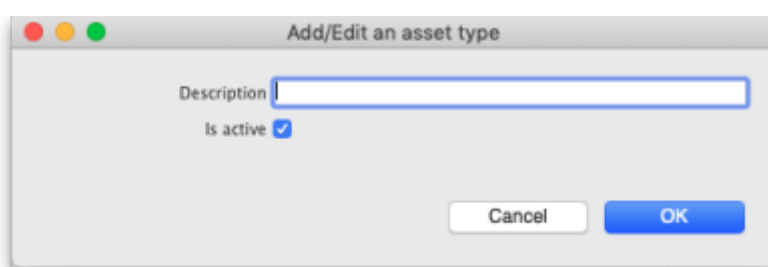 Add/Edit an asset type
Description
Is active
Cancel
OK